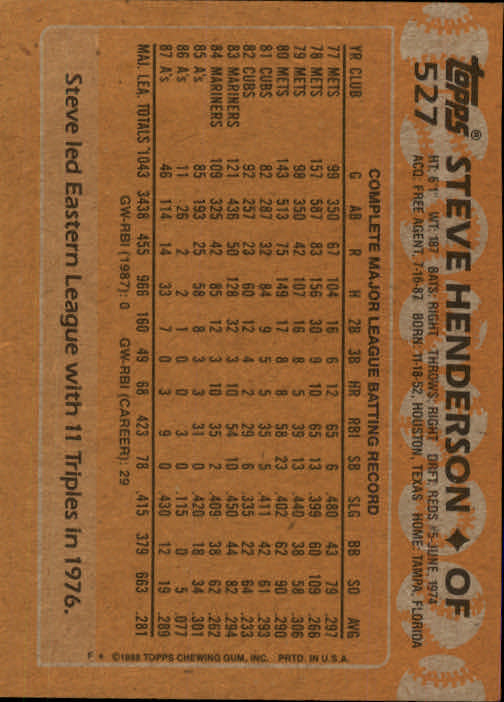 topps®
527
STEVE HENDERSON ♦ OF
HT: 6'1" WT: 187 BATS: RIGHT THROWS: RIGHT DRFT: REDS #5-JUNE, 1974
ACQ: FREE AGENT, 7-16-87 BORN: 11-18-52, HOUSTON, TEXAS HOME: TAMPA, FLORIDA
COMPLETE MAJOR LEAGUE BATTING RECORD
YR CLUB G AB R H 2B 3B HR RBI SB SLG BB SO AVG
77 METS 99 350 67 104 16 6 12 65 6 .480 43 79 .297
78 METS 157 587 83 156 30 9 10 65 13 .399 60 109 .266
79 METS 98 350 42 107 16 8 5 39 13 .440 38 58 .306
80 METS 143 513 75 149 17 8 8 58 23 .402 62 90 .290
81 CUBS 82 287 32 84 9 5 5 35 5 .411 42 61 .293
82 CUBS 92 257 23 60 12 4 2 29 6 .335 22 64 .233
83 MARINERS 121 436 50 128 32 3 10 54 10 .450 44 82 .294
84 MARINERS 109 325 42 85 12 3 10 35 2 .409 38 62 .262
85 A's 85 193 25 58 8 3 3 31 0 .420 18 34 .301
86 A's 11 26 2 2 1 0 0 3 0 .115 0 5 .077
87 A's 46 114 14 33 7 0 3 9 0 .430 12 19 .289
MAJ. LEA. TOTALS 1043 3438 455 966 160 49 68 423 78 .415 379 663 .281
GW-RBI (1987): 0 GW-RBI (CAREER): 29
Steve led Eastern League with 11 Triples in 1976.
F * ©1988 TOPPS CHEWING GUM, INC. PRTD. IN U.S.A.